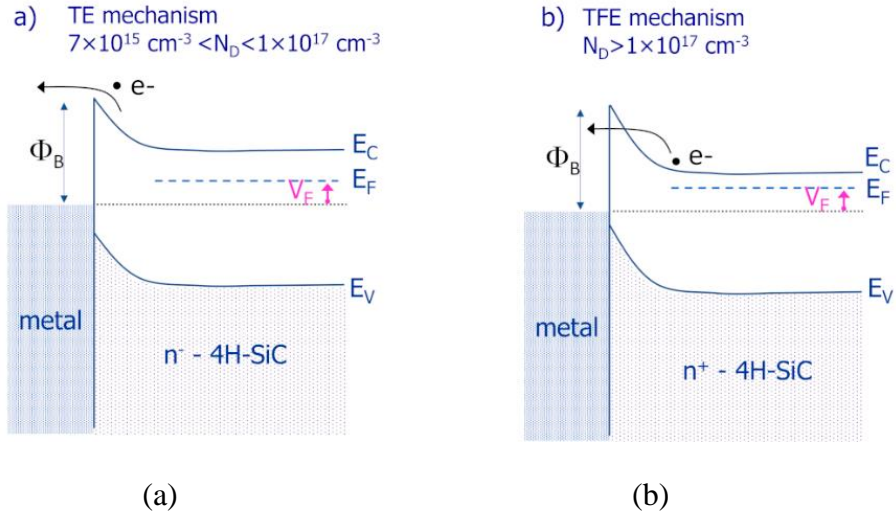 a) TE mechanism
7×10¹⁵ cm⁻³ <N_D<1×10¹⁷ cm⁻³
e-
Φ_B
E_C
E_F
V_F
E_V
metal
n⁻ - 4H-SiC
(a)
b) TFE mechanism
N_D>1×10¹⁷ cm⁻³
Φ_B
e-
E_C
E_F
V_F
E_V
metal
n⁺ - 4H-SiC
(b)